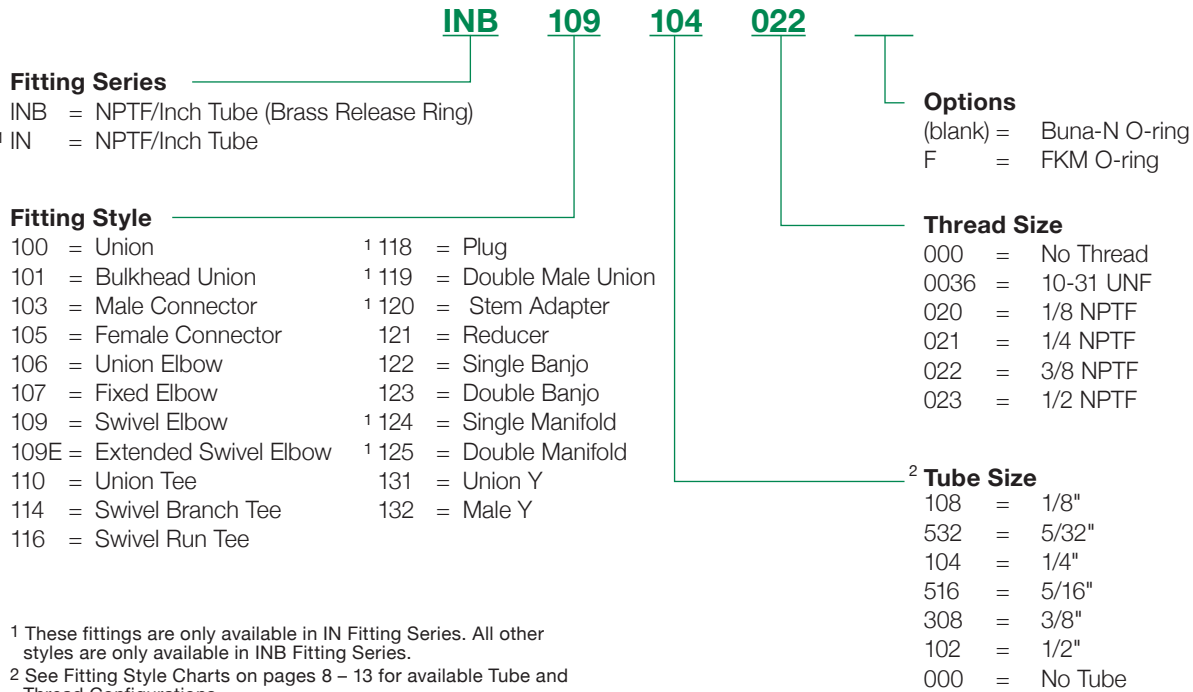 INB 109 104 022
Fitting Series
INB = NPTF/Inch Tube (Brass Release Ring)
1 IN = NPTF/Inch Tube
Fitting Style
100 = Union
101 = Bulkhead Union
103 = Male Connector
105 = Female Connector
106 = Union Elbow
107 = Fixed Elbow
109 = Swivel Elbow
109E = Extended Swivel Elbow
110 = Union Tee
114 = Swivel Branch Tee
116 = Swivel Run Tee
1 118 = Plug
1 119 = Double Male Union
1 120 = Stem Adapter
121 = Reducer
122 = Single Banjo
123 = Double Banjo
1 124 = Single Manifold
1 125 = Double Manifold
131 = Union Y
132 = Male Y
Options
(blank) = Buna-N O-ring
F = FKM O-ring
Thread Size
000 = No Thread
0036 = 10-31 UNF
020 = 1/8 NPTF
021 = 1/4 NPTF
022 = 3/8 NPTF
023 = 1/2 NPTF
2 Tube Size
108 = 1/8"
532 = 5/32"
104 = 1/4"
516 = 5/16"
308 = 3/8"
102 = 1/2"
000 = No Tube
1 These fittings are only available in IN Fitting Series. All other
styles are only available in INB Fitting Series.
2 See Fitting Style Charts on pages 8 – 13 for available Tube and
Thread Configurations